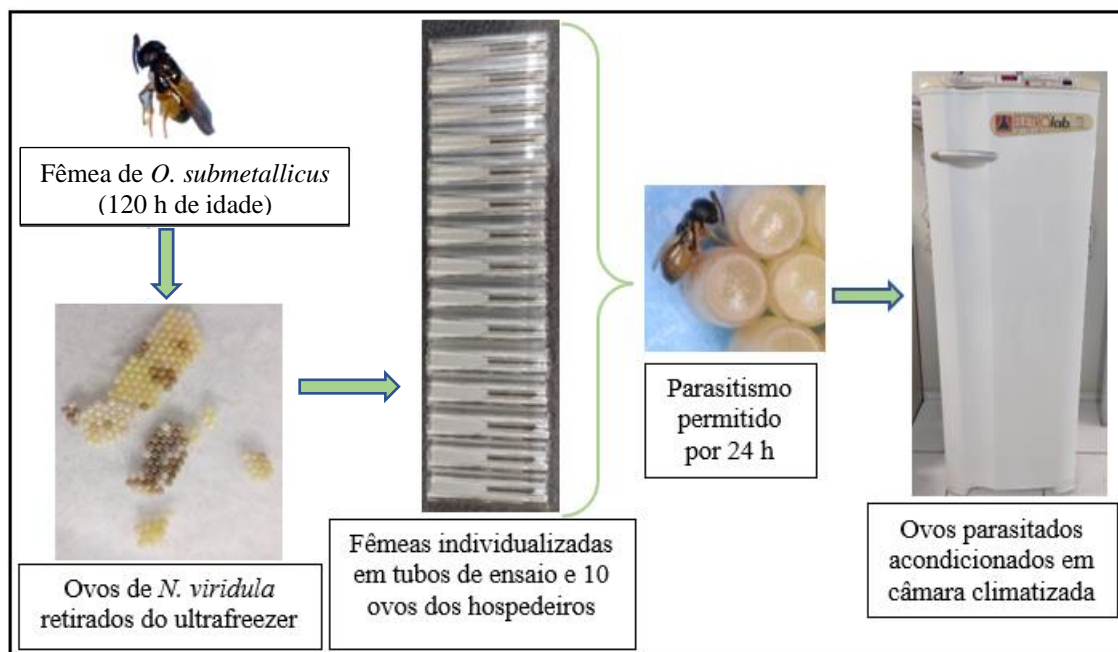 Fêmea de O. submetallicus
(120 h de idade)
Ovos de N. viridula
retirados do ultrafreezer
Fêmeas individualizadas
em tubos de ensaio e 10
ovos dos hospedeiros
Parasitismo
permitido
por 24 h
ELETROlab
Ovos parasitados
acondicionados em
câmara climatizada